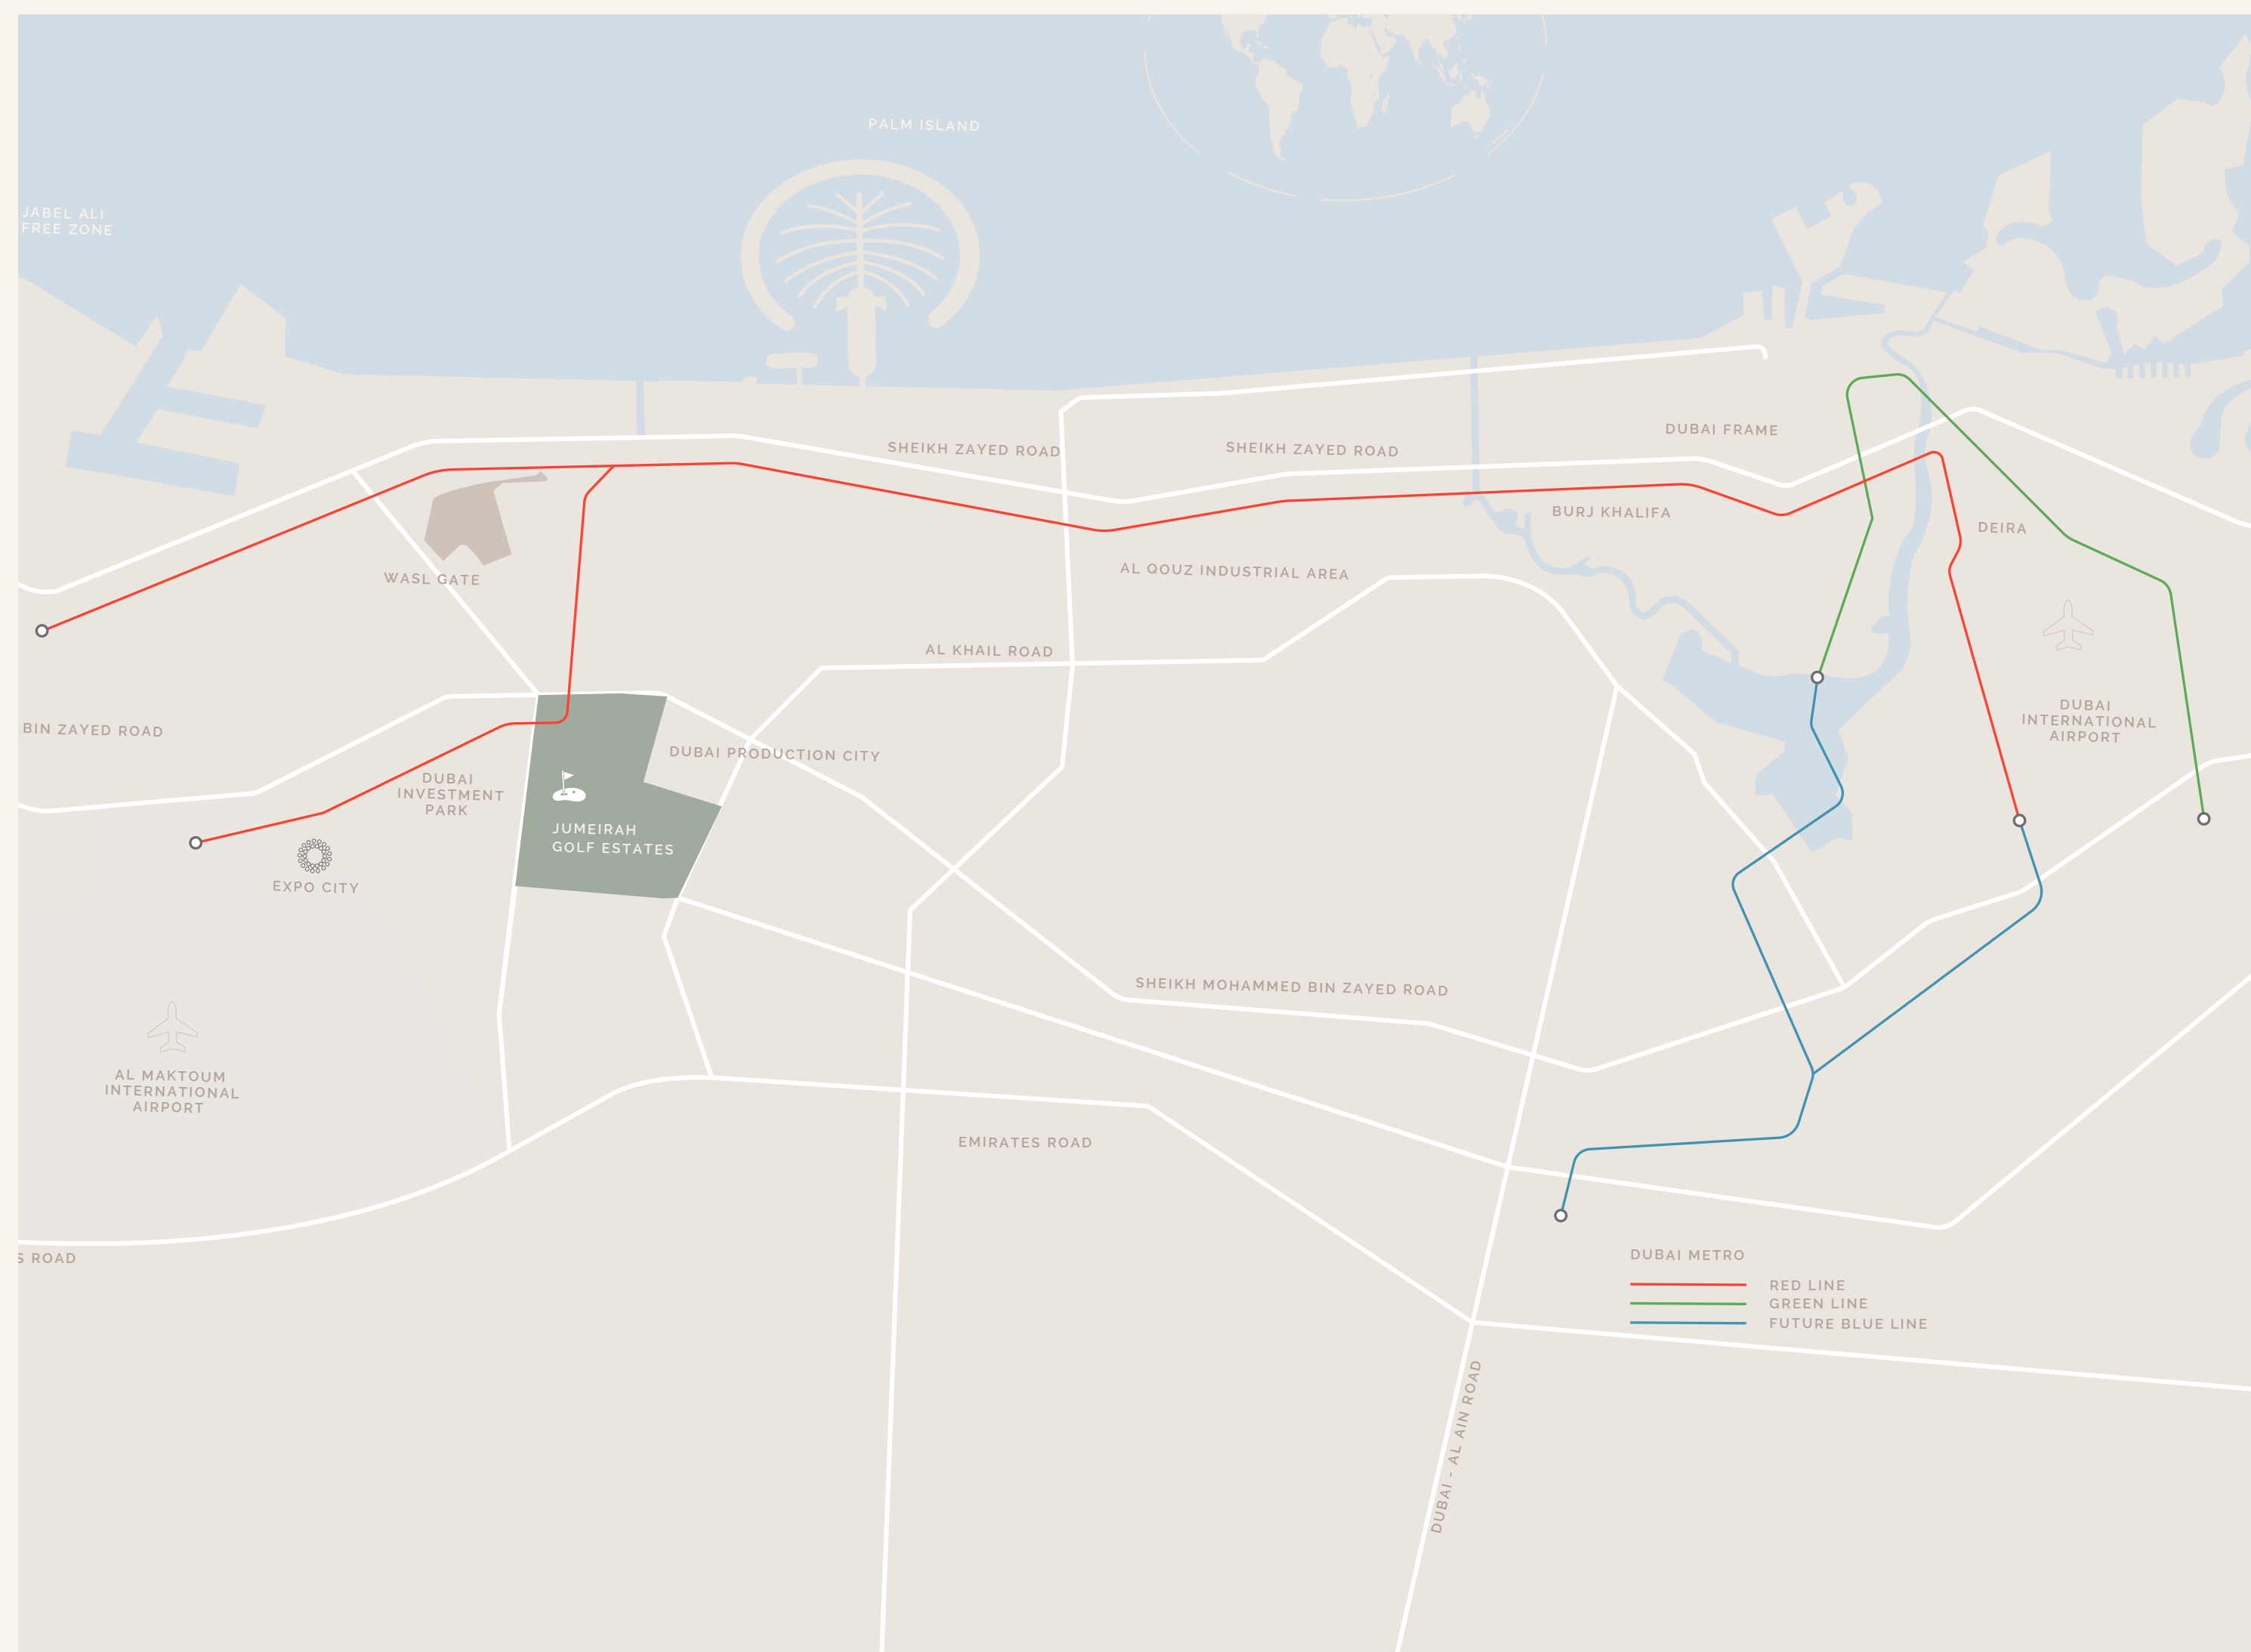 PALM ISLAND
JABEL ALI
FREE ZONE
SHEIKH ZAYED ROAD
SHEIKH ZAYED ROAD
DUBAI FRAME
BURJ KHALIFA
DEIRA
WASL GATE
AL QOUZ INDUSTRIAL AREA
AL KHAIL ROAD
BIN ZAYED ROAD
DUBAI
INTERNATIONAL
AIRPORT
DUBAI PRODUCTION CITY
DUBAI
INVESTMENT
PARK
JUMEIRAH
GOLF ESTATES
EXPO CITY
SHEIKH MOHAMMED BIN ZAYED ROAD
AL MAKTOUM
INTERNATIONAL
AIRPORT
EMIRATES ROAD
S ROAD
DUBAI METRO
RED LINE
GREEN LINE
FUTURE BLUE LINE
DUBAI - AL AIN ROAD